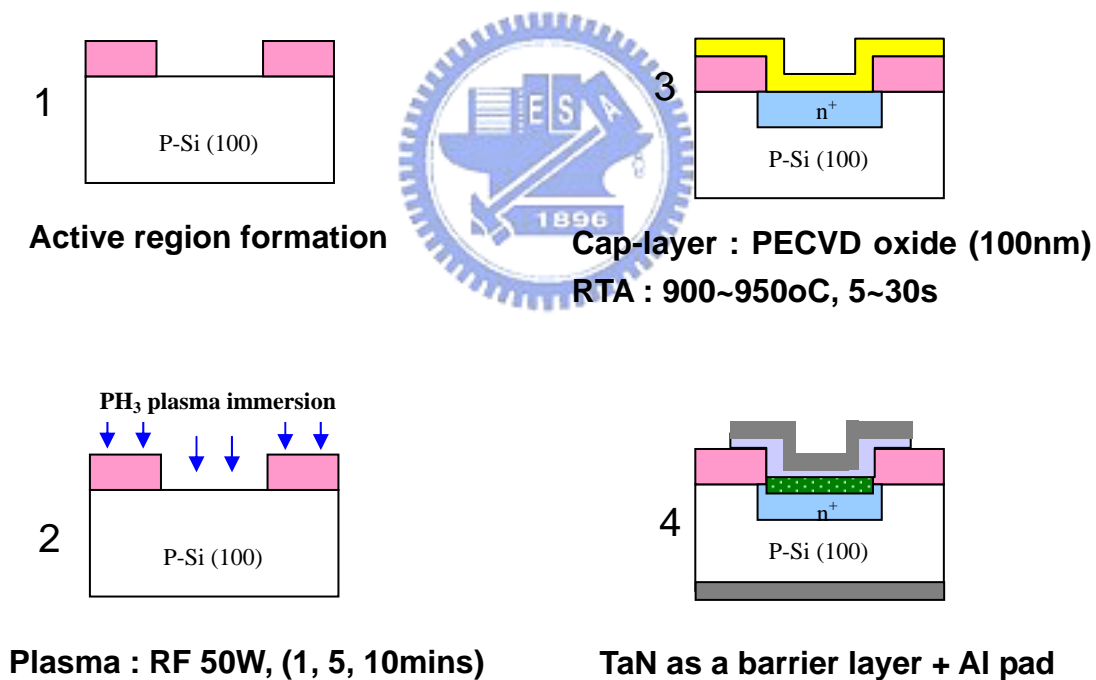 1
P-Si (100)
Active region formation
PH₃ plasma immersion
2
P-Si (100)
Plasma : RF 50W, (1, 5, 10mins)
ESA
1896
3
n⁺
P-Si (100)
Cap-layer : PECVD oxide (100nm)
RTA : 900~950oC, 5~30s
4
n⁺
P-Si (100)
TaN as a barrier layer + Al pad